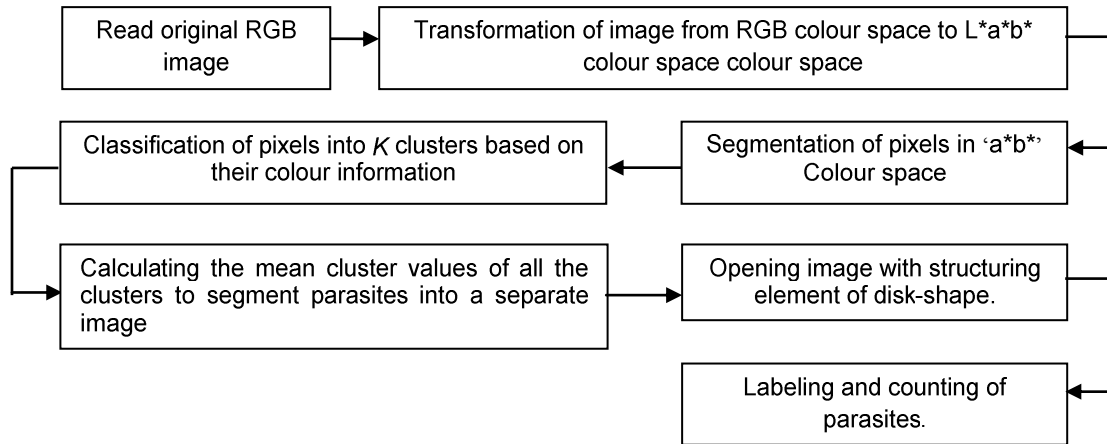 Read original RGB
image
Transformation of image from RGB colour space to L*a*b*
colour space colour space
Segmentation of pixels in ‘a*b*’
Colour space
Classification of pixels into K clusters based on
their colour information
Calculating the mean cluster values of all the
clusters to segment parasites into a separate
image
Opening image with structuring
element of disk-shape.
Labeling and counting of
parasites.